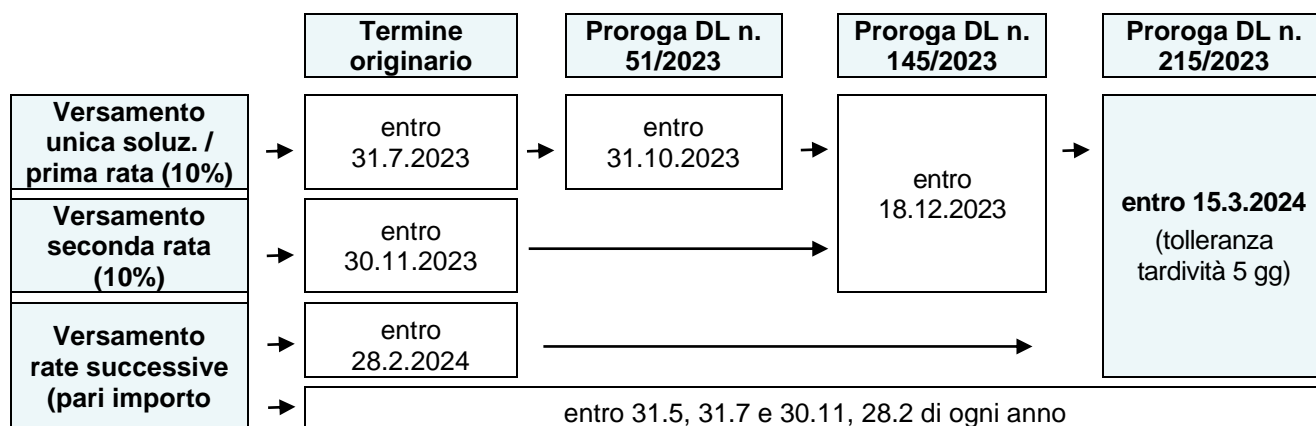 Termine
originario
Proroga DL n.
51/2023
Proroga DL n.
145/2023
Proroga DL n.
215/2023
Versamento
unica soluz. /
prima rata (10%)
entro
31.7.2023
entro
31.10.2023
entro
18.12.2023
entro 15.3.2024
(tolleranza
tardività 5 gg)
Versamento
seconda rata
(10%)
entro
30.11.2023
Versamento
rate successive
(pari importo
entro
28.2.2024
entro 31.5, 31.7 e 30.11, 28.2 di ogni anno